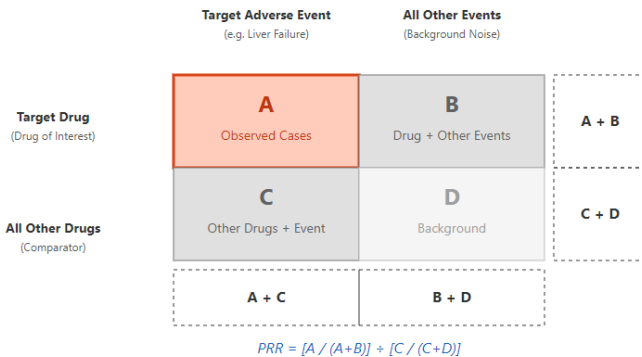 Target Adverse Event
(e.g. Liver Failure)
All Other Events
(Background Noise)
Target Drug
(Drug of Interest)
A
Observed Cases
B
Drug + Other Events
A + B
All Other Drugs
(Comparator)
C
Other Drugs + Event
D
Background
C + D
A + C
B + D
PRR = [A / (A+B)] ÷ [C / (C+D)]